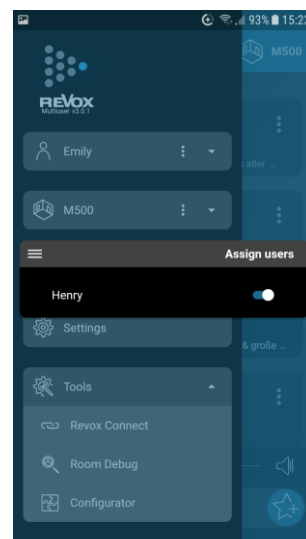 93% 15:23
REVOX
Multiuser v3.0.1
M500
Emily
s aller ...
M500
Assign users
Henry
Settings
& große ...
Tools
Revox Connect
Room Debug
Configurator